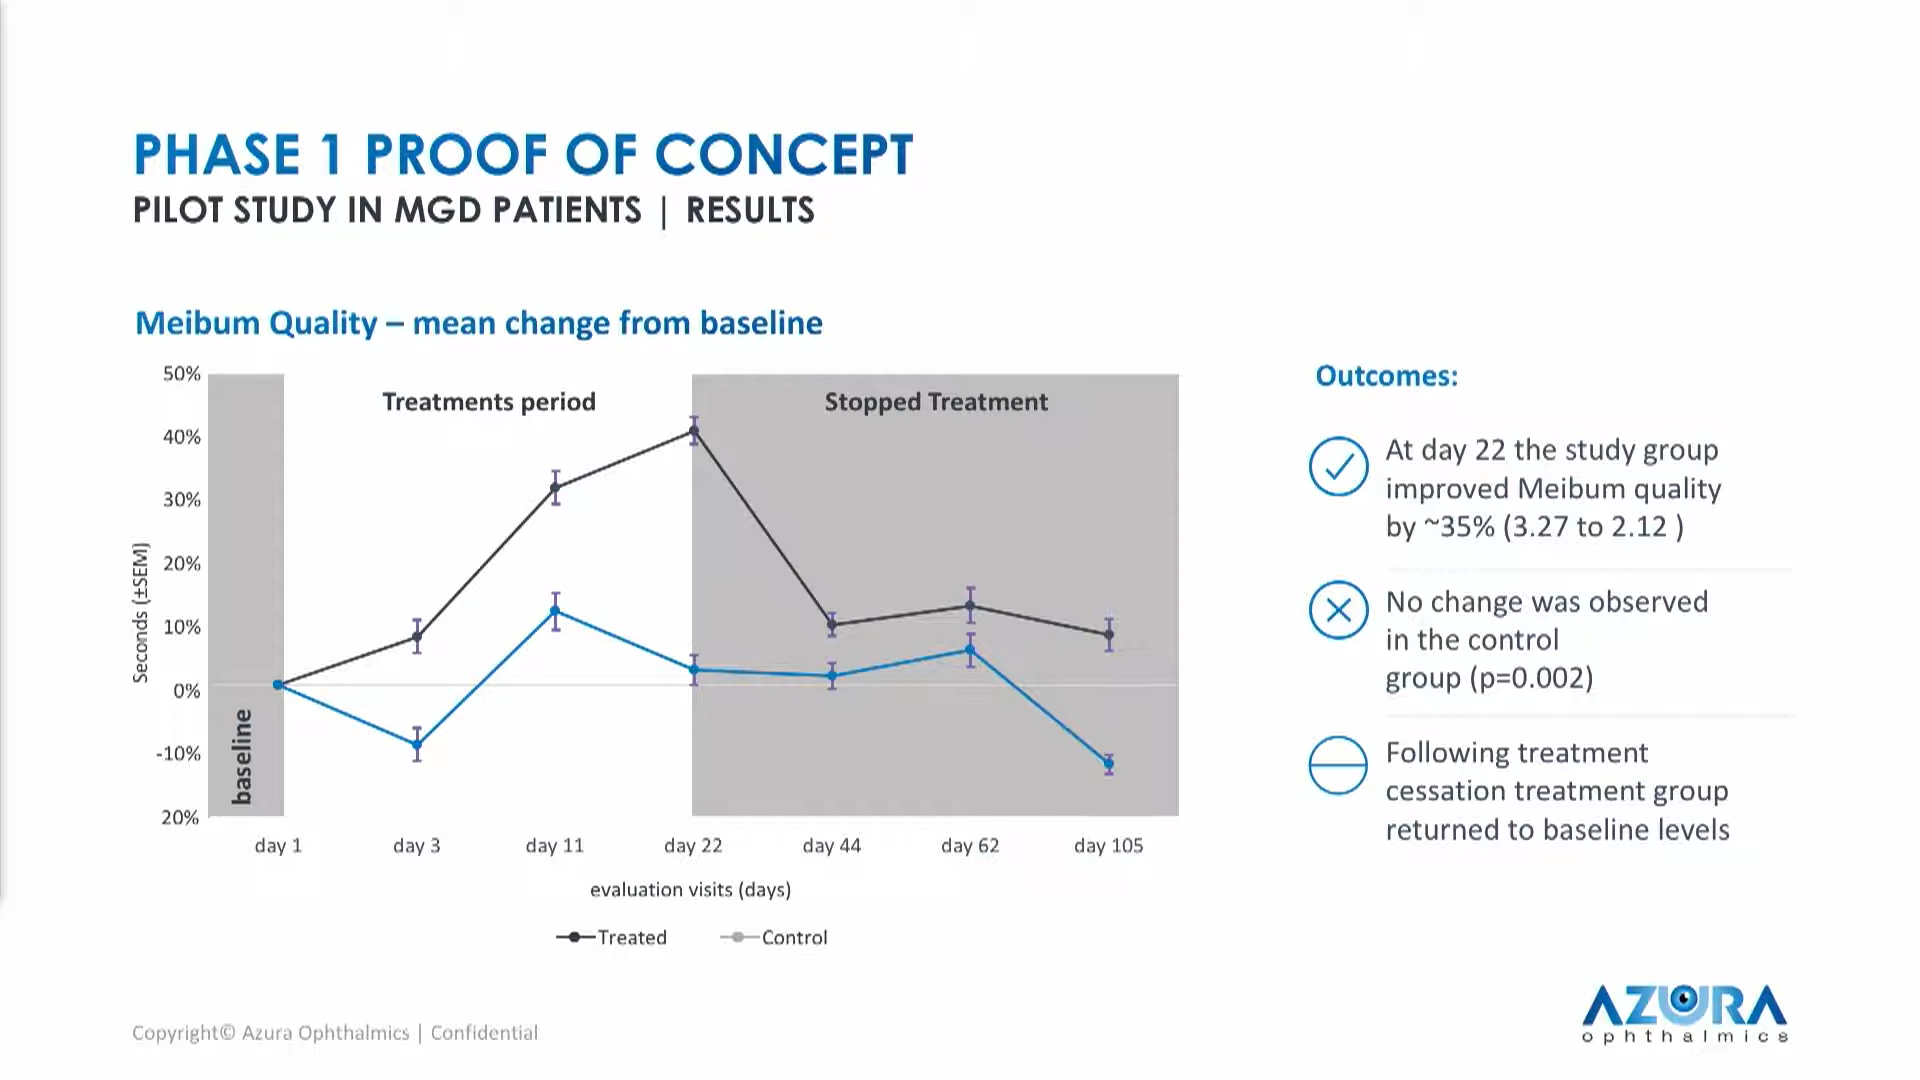 PHASE 1 PROOF OF CONCEPT
PILOT STUDY IN MGD PATIENTS | RESULTS
Meibum Quality – mean change from baseline
50%
40%
30%
20%
10%
0%
-10%
20%
Seconds (±SEM)
baseline
Treatments period
Stopped Treatment
day 1
day 3
day 11
day 22
day 44
day 62
day 105
evaluation visits (days)
Treated
Control
Outcomes:
At day 22 the study group
improved Meibum quality
by ~35% (3.27 to 2.12 )
No change was observed
in the control
group (p=0.002)
Following treatment
cessation treatment group
returned to baseline levels
Copyright© Azura Ophthalmics | Confidential
AZURA
ophthalmics